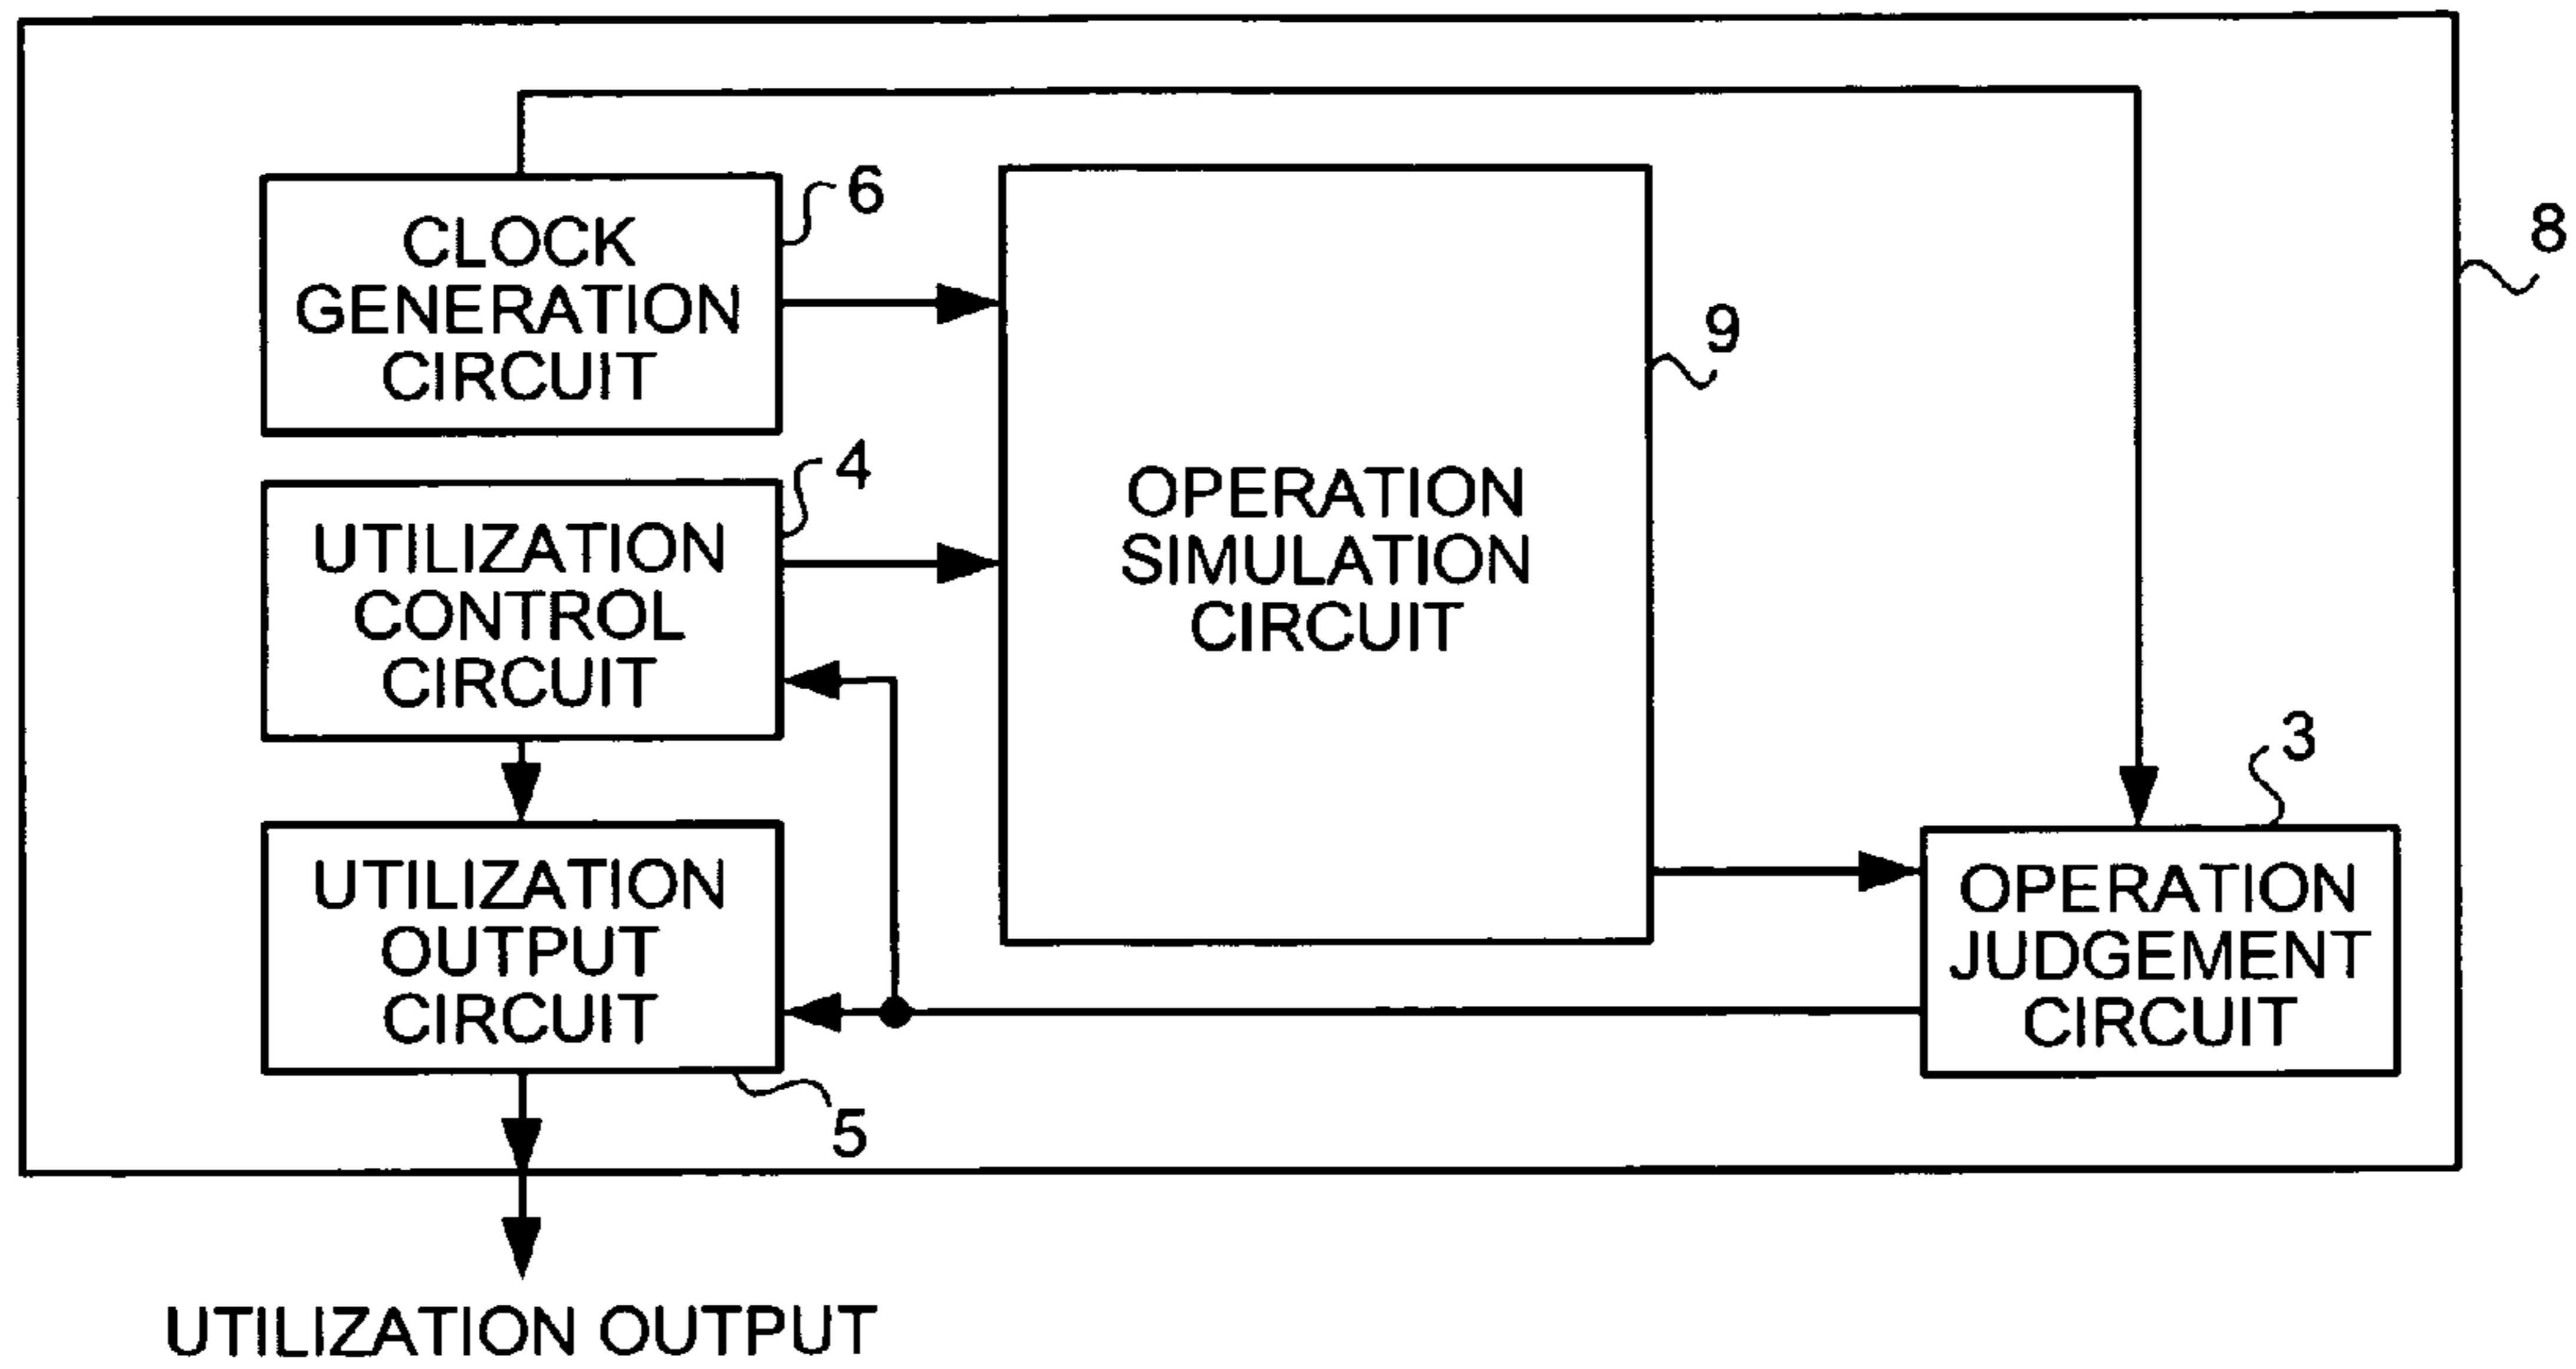 6
CLOCK
GENERATION
CIRCUIT
8
9
4
UTILIZATION
CONTROL
CIRCUIT
OPERATION
SIMULATION
CIRCUIT
3
UTILIZATION
OUTPUT
CIRCUIT
OPERATION
JUDGEMENT
CIRCUIT
5
UTILIZATION OUTPUT